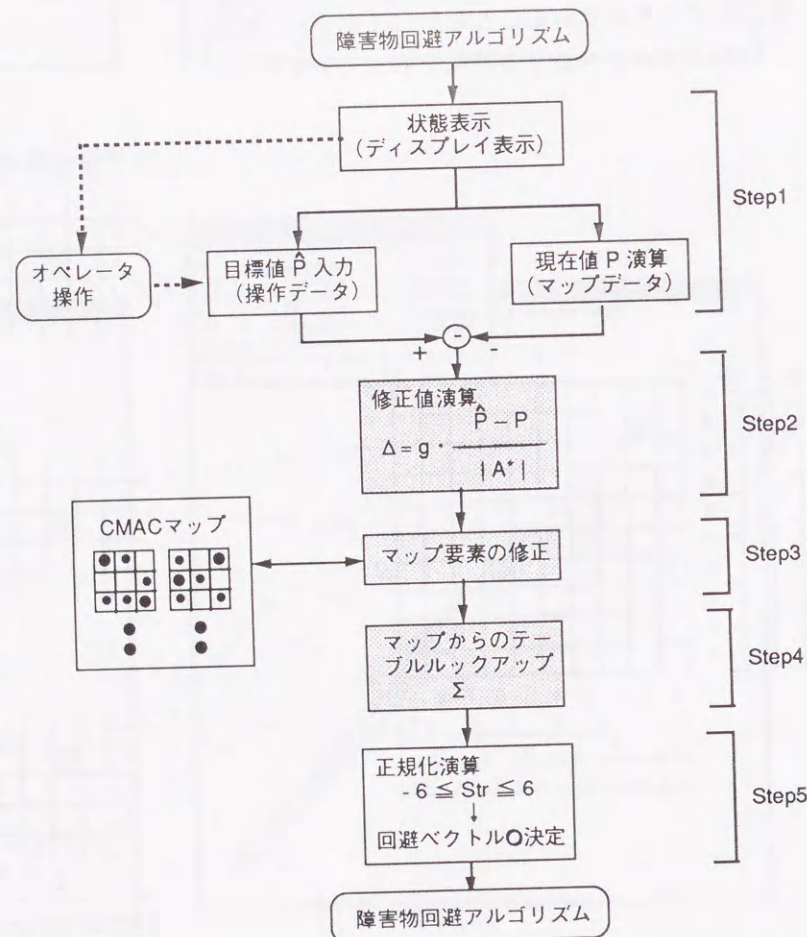 障害物回避アルゴリズム
状態表示
(ディスプレイ表示)
Step1
オペレータ
操作
目標値 P̂ 入力
(操作データ)
現在値 P 演算
(マップデータ)
-
+
-
修正値演算
Δ = g · (P̂ − P) / |A*|
Step2
CMACマップ
マップ要素の修正
Step3
マップからのテー
ブルルックアップ
Σ
Step4
正規化演算
- 6 ≦ Str ≦ 6
回避ベクトルO決定
Step5
障害物回避アルゴリズム